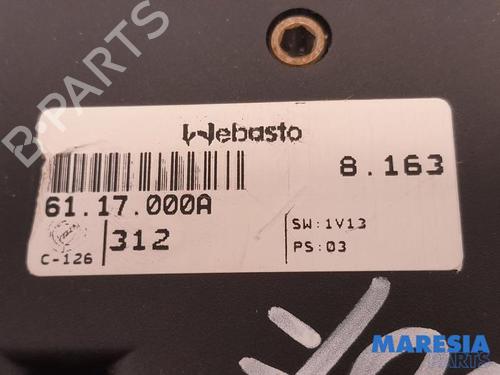 B-PARTS
Webasto
8.163
61.17.000A
C-126
312
SW:1V13
PS:03
MARESIA
PARTS